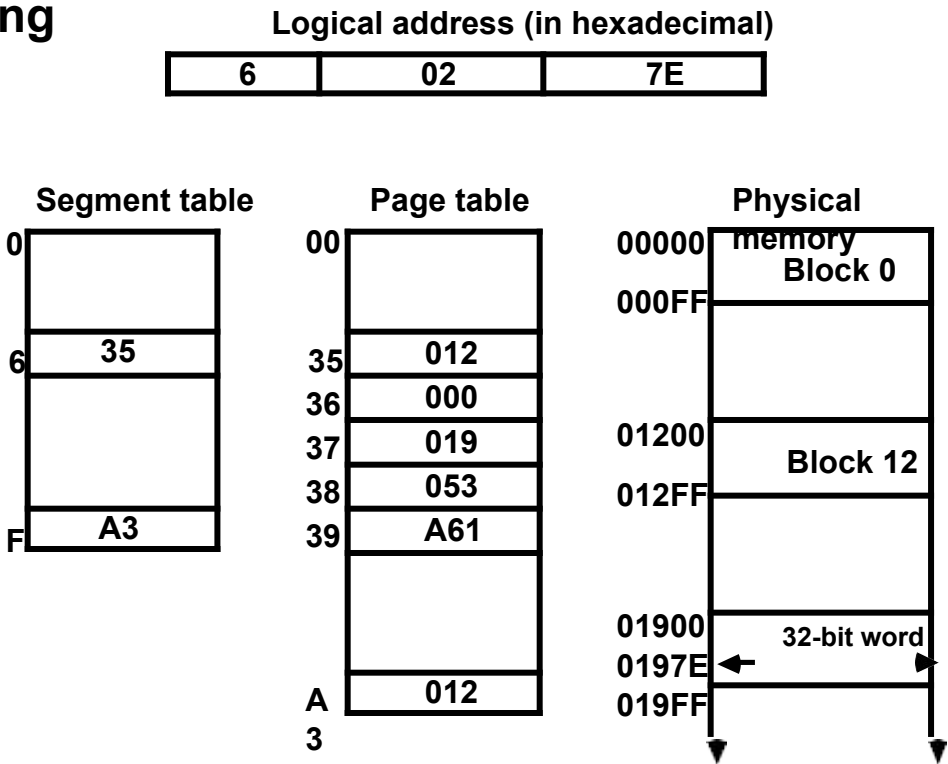 ng
Logical address (in hexadecimal)
6 02 7E
Segment table
0
6 35
F A3
Page table
00
35 012
36 000
37 019
38 053
39 A61
A 012
3
Physical
memory
00000
Block 0
000FF
01200
Block 12
012FF
01900
32-bit word
0197E
019FF